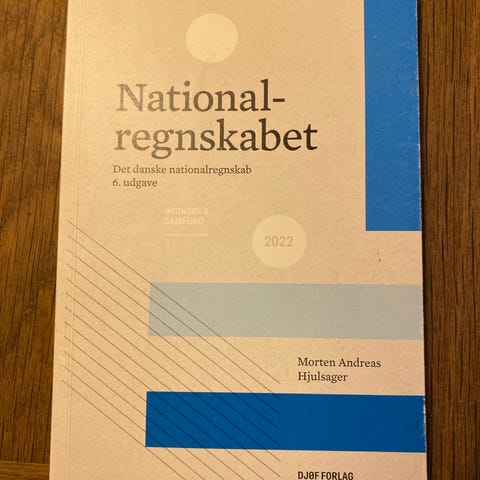 National-
regnskabet
Det danske nationalregnskab
6. udgave
ØKONOMI &
SAMFUND
2022
Morten Andreas
Hjulsager
DJØF FORLAG